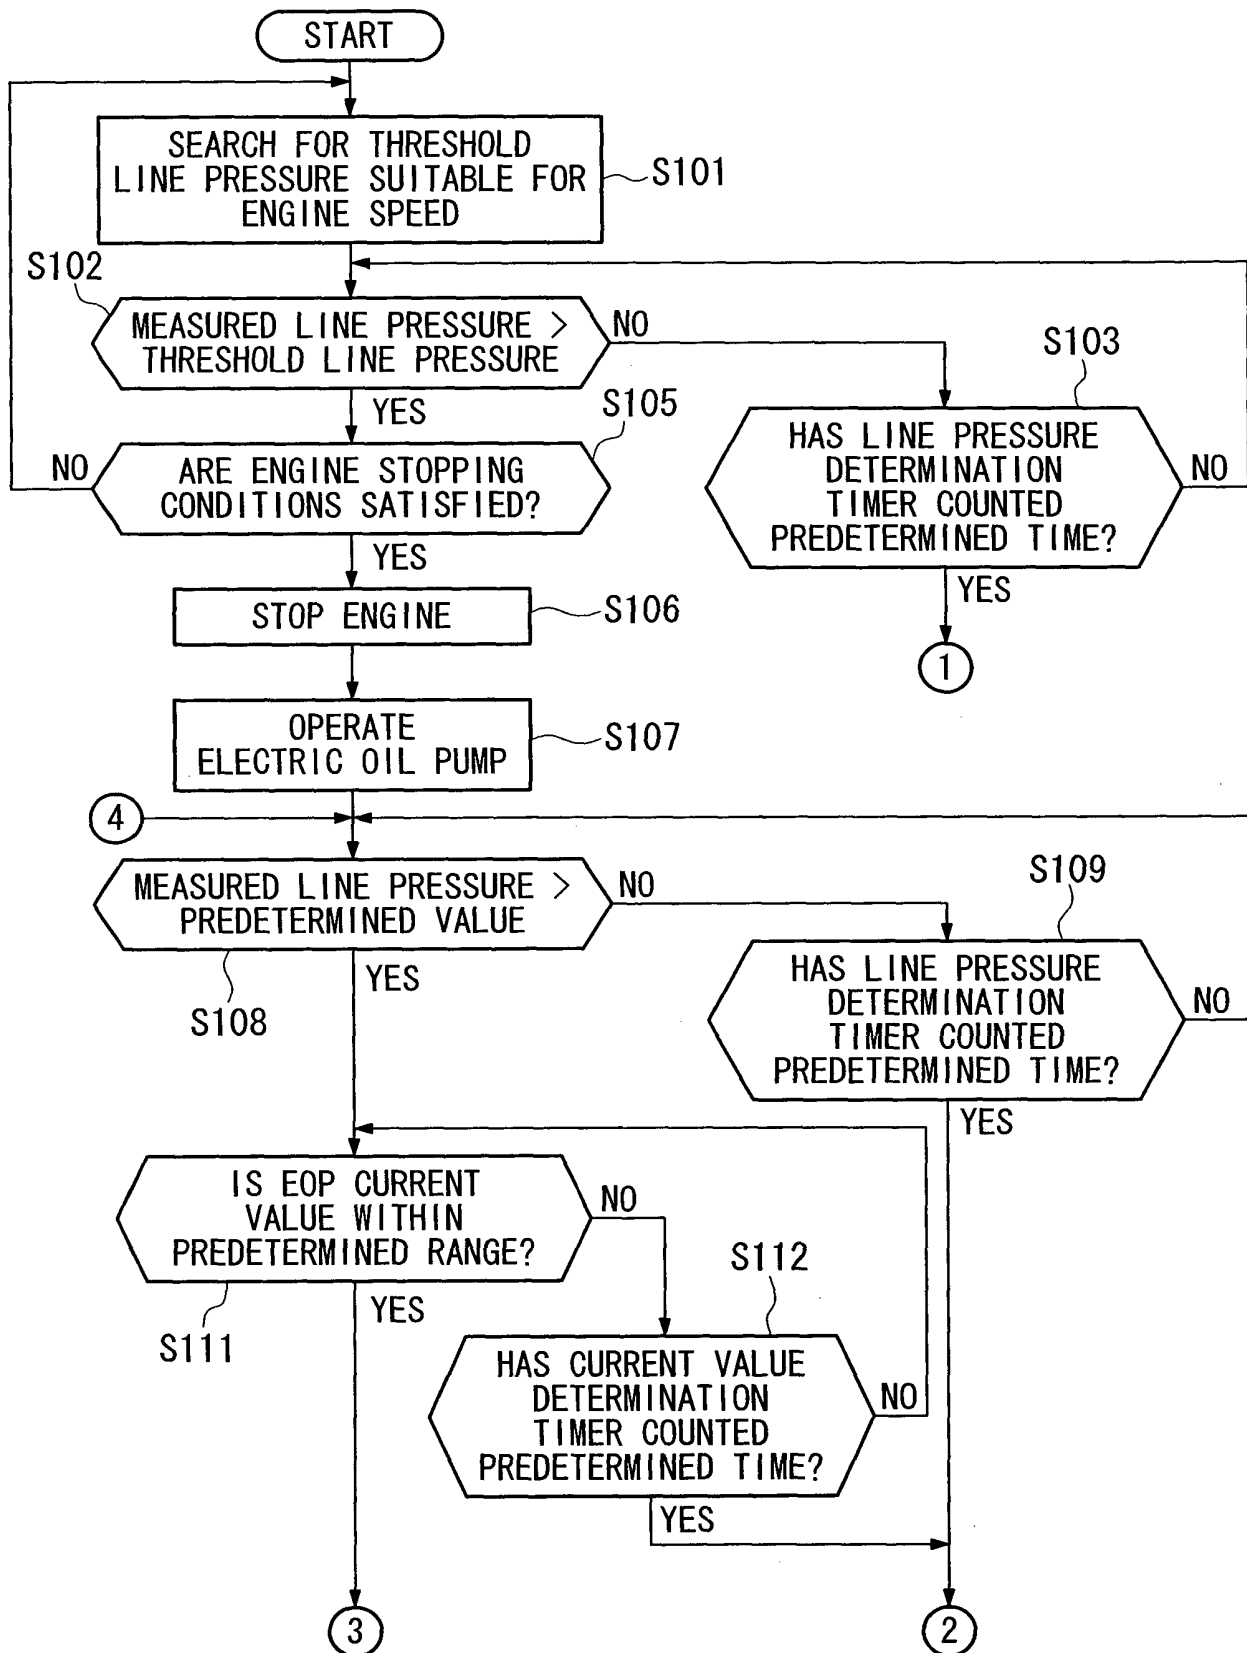 START
SEARCH FOR THRESHOLD
LINE PRESSURE SUITABLE FOR
ENGINE SPEED
S101
S102
MEASURED LINE PRESSURE >
THRESHOLD LINE PRESSURE
NO
YES
S103
HAS LINE PRESSURE
DETERMINATION
TIMER COUNTED
PREDETERMINED TIME?
NO
YES
1
S105
ARE ENGINE STOPPING
CONDITIONS SATISFIED?
NO
YES
STOP ENGINE
S106
OPERATE
ELECTRIC OIL PUMP
S107
4
MEASURED LINE PRESSURE >
PREDETERMINED VALUE
NO
YES
S108
S109
HAS LINE PRESSURE
DETERMINATION
TIMER COUNTED
PREDETERMINED TIME?
NO
YES
IS EOP CURRENT
VALUE WITHIN
PREDETERMINED RANGE?
NO
YES
S111
S112
HAS CURRENT VALUE
DETERMINATION
TIMER COUNTED
PREDETERMINED TIME?
NO
YES
3
2